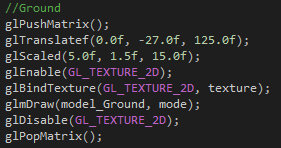 //Ground
glPushMatrix();
glTranslatef(0.0f, -27.0f, 125.0f);
glScaled(5.0f, 1.5f, 15.0f);
glEnable(GL_TEXTURE_2D);
glBindTexture(GL_TEXTURE_2D, texture);
glmDraw(model_Ground, mode);
glDisable(GL_TEXTURE_2D);
glPopMatrix();